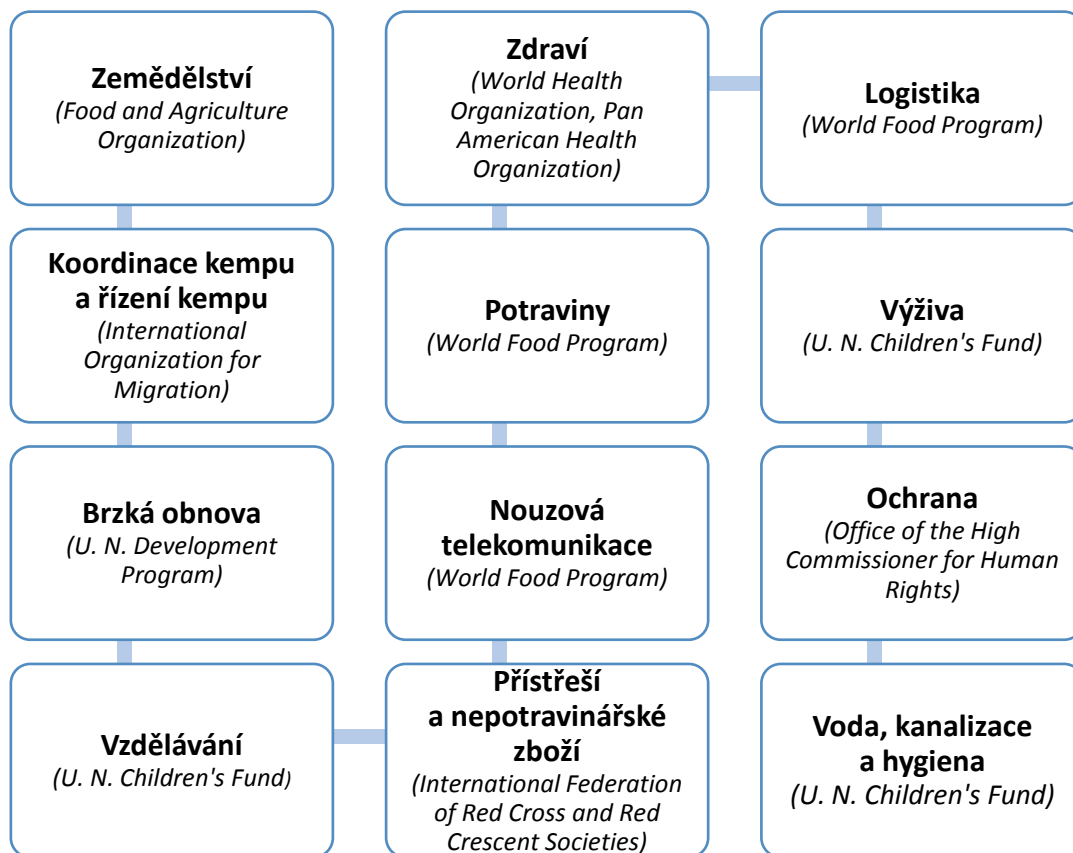 Zemědělství
(Food and Agriculture
Organization)
Koordinace kempu
a řízení kempu
(International
Organization for
Migration)
Brzká obnova
(U. N. Development
Program)
Vzdělávání
(U. N. Children's Fund)
Přístřeší
a nepotravinářské
zboží
(International Federation
of Red Cross and Red
Crescent Societies)
Nouzová
telekomunikace
(World Food Program)
Potraviny
(World Food Program)
Zdraví
(World Health
Organization, Pan
American Health
Organization)
Logistika
(World Food Program)
Výživa
(U. N. Children's Fund)
Ochrana
(Office of the High
Commissioner for Human
Rights)
Voda, kanalizace
a hygiena
(U. N. Children's Fund)